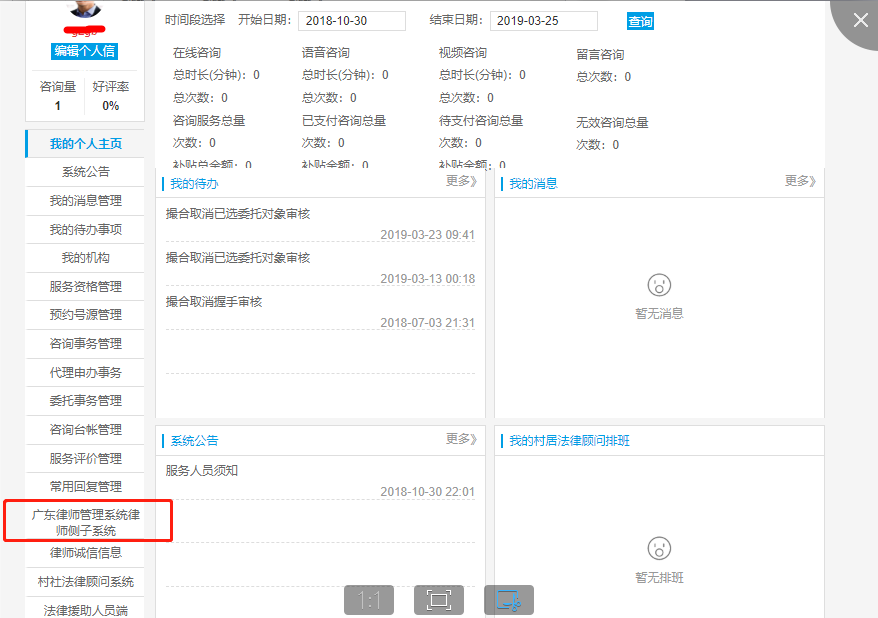 时间段选择 开始日期： 2018-10-30 结束日期： 2019-03-25 查询
编辑个人信
咨询量 好评率
1 0%
在线咨询 语音咨询 视频咨询 留言咨询
总时长(分钟)：0 总时长(分钟)：0 总时长(分钟)：0 总次数：0
总次数：0 总次数：0 总次数：0
咨询服务总量 已支付咨询总量 待支付咨询总量 无效咨询总量
次数：0 次数：0 次数：0 次数：0
补贴总金额：0 补贴金额：0 补贴金额：0
我的个人主页
系统公告
我的消息管理
我的待办事项
我的机构
服务资格管理
预约号源管理
咨询事务管理
代理申办事务
委托事务管理
咨询台帐管理
服务评价管理
常用回复管理
广东律师管理系统律
师侧子系统
律师诚信信息
村社法律顾问系统
法律援助人员端
我的待办 更多》
撮合取消已选委托对象审核
2019-03-23 09:41
撮合取消已选委托对象审核
2019-03-13 00:18
撮合取消握手审核
2018-07-03 21:31
我的消息 更多》
暂无消息
系统公告 更多》
服务人员须知
2018-10-30 22:01
我的村居法律顾问排班
暂无排班
1:1